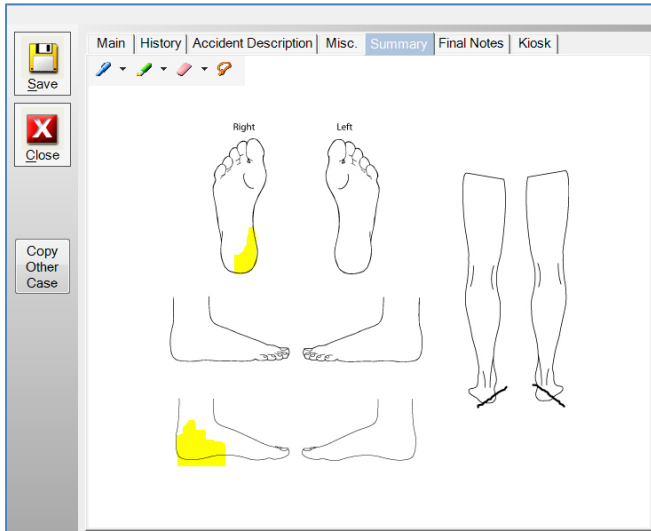 Save
Close
Copy
Other
Case
Main History Accident Description Misc. Summary Final Notes Kiosk
Right Left